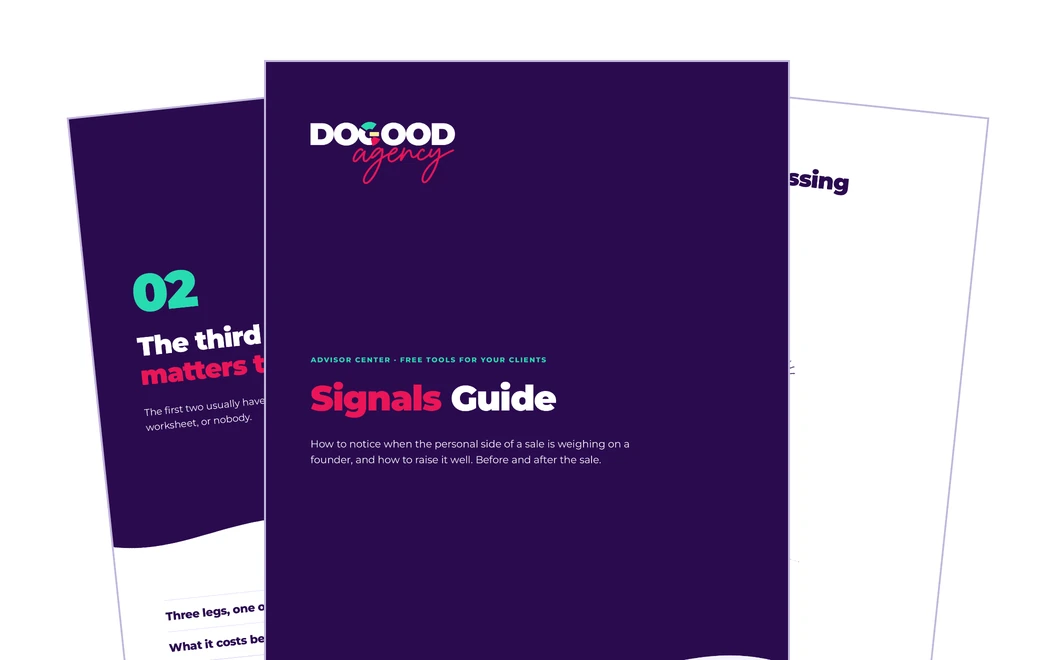 DOGOOD
agency
ADVISOR CENTER - FREE TOOLS FOR YOUR CLIENTS
Signals Guide
How to notice when the personal side of a sale is weighing on a
founder, and how to raise it well. Before and after the sale.
02
The third
matters
The first two usually have
worksheet, or nobody.
Three legs, one
What it costs
ssing